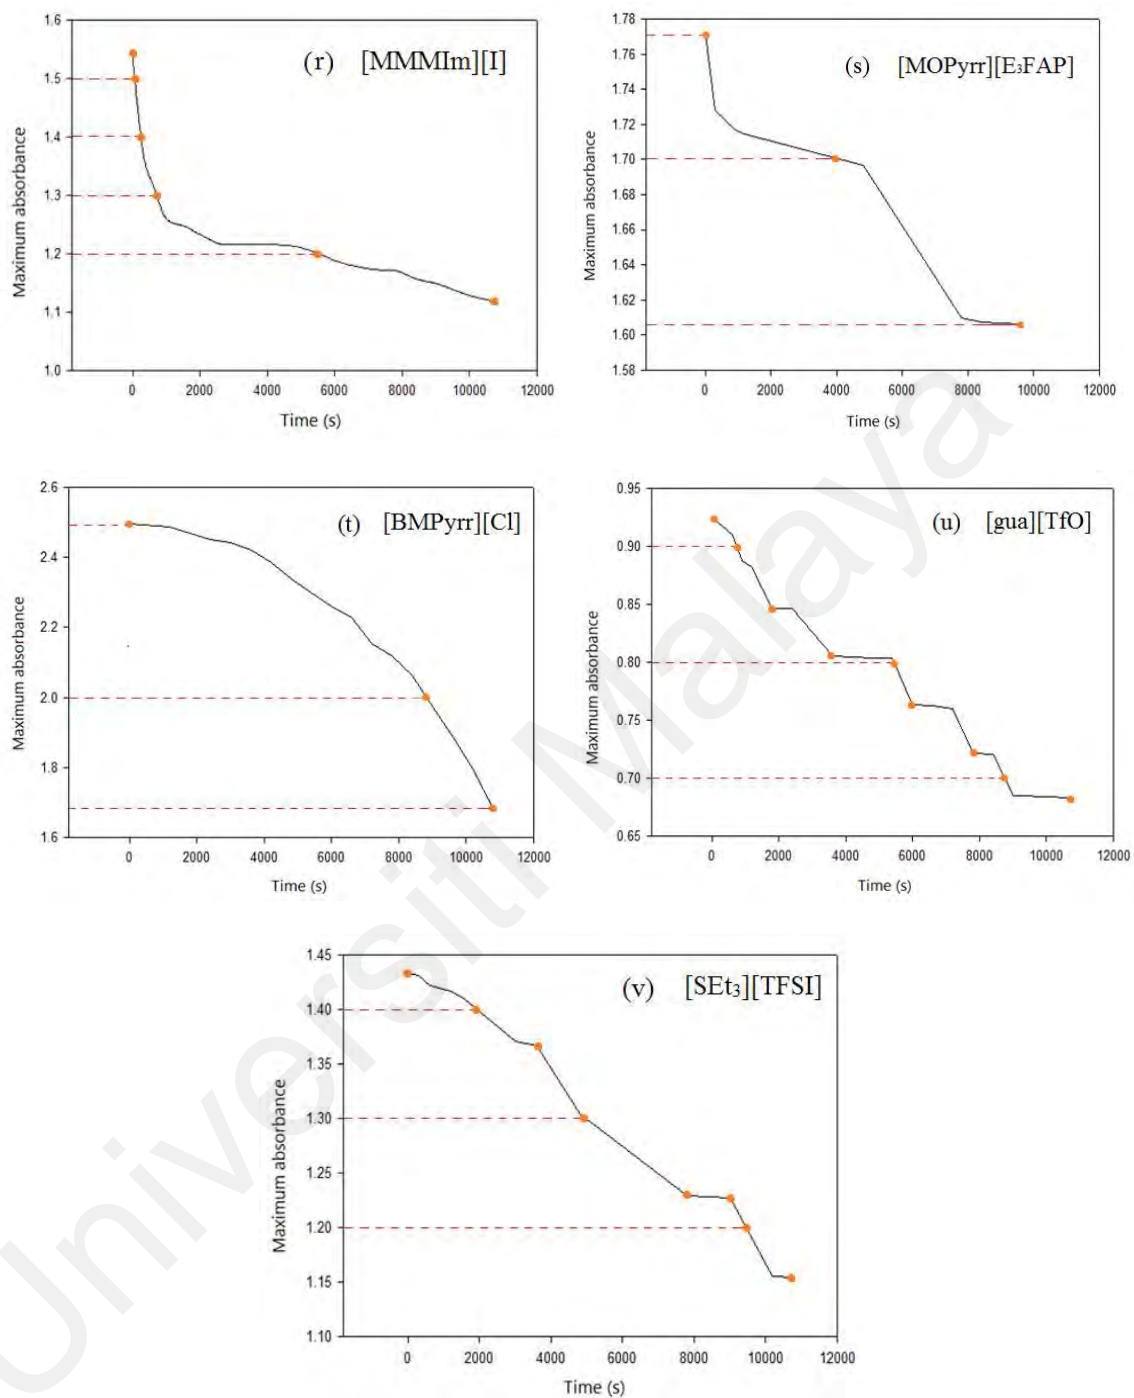 (r) [MMMIm][I]
Maximum absorbance
1.6
1.5
1.4
1.3
1.2
1.1
1.0
0 2000 4000 6000 8000 10000 12000
Time (s)
(s) [MOPyrr][E₃FAP]
Maximum absorbance
1.78
1.76
1.74
1.72
1.70
1.68
1.66
1.64
1.62
1.60
1.58
0 2000 4000 6000 8000 10000 12000
Time (s)
(t) [BMPyrr][Cl]
Maximum absorbance
2.6
2.4
2.2
2.0
1.8
1.6
0 2000 4000 6000 8000 10000 12000
Time (s)
(u) [gua][TfO]
Maximum absorbance
0.95
0.90
0.85
0.80
0.75
0.70
0.65
0 2000 4000 6000 8000 10000 12000
Time (s)
(v) [SEt₃][TFSI]
Maximum absorbance
1.45
1.40
1.35
1.30
1.25
1.20
1.15
1.10
0 2000 4000 6000 8000 10000 12000
Time (s)
Universiti Malaya